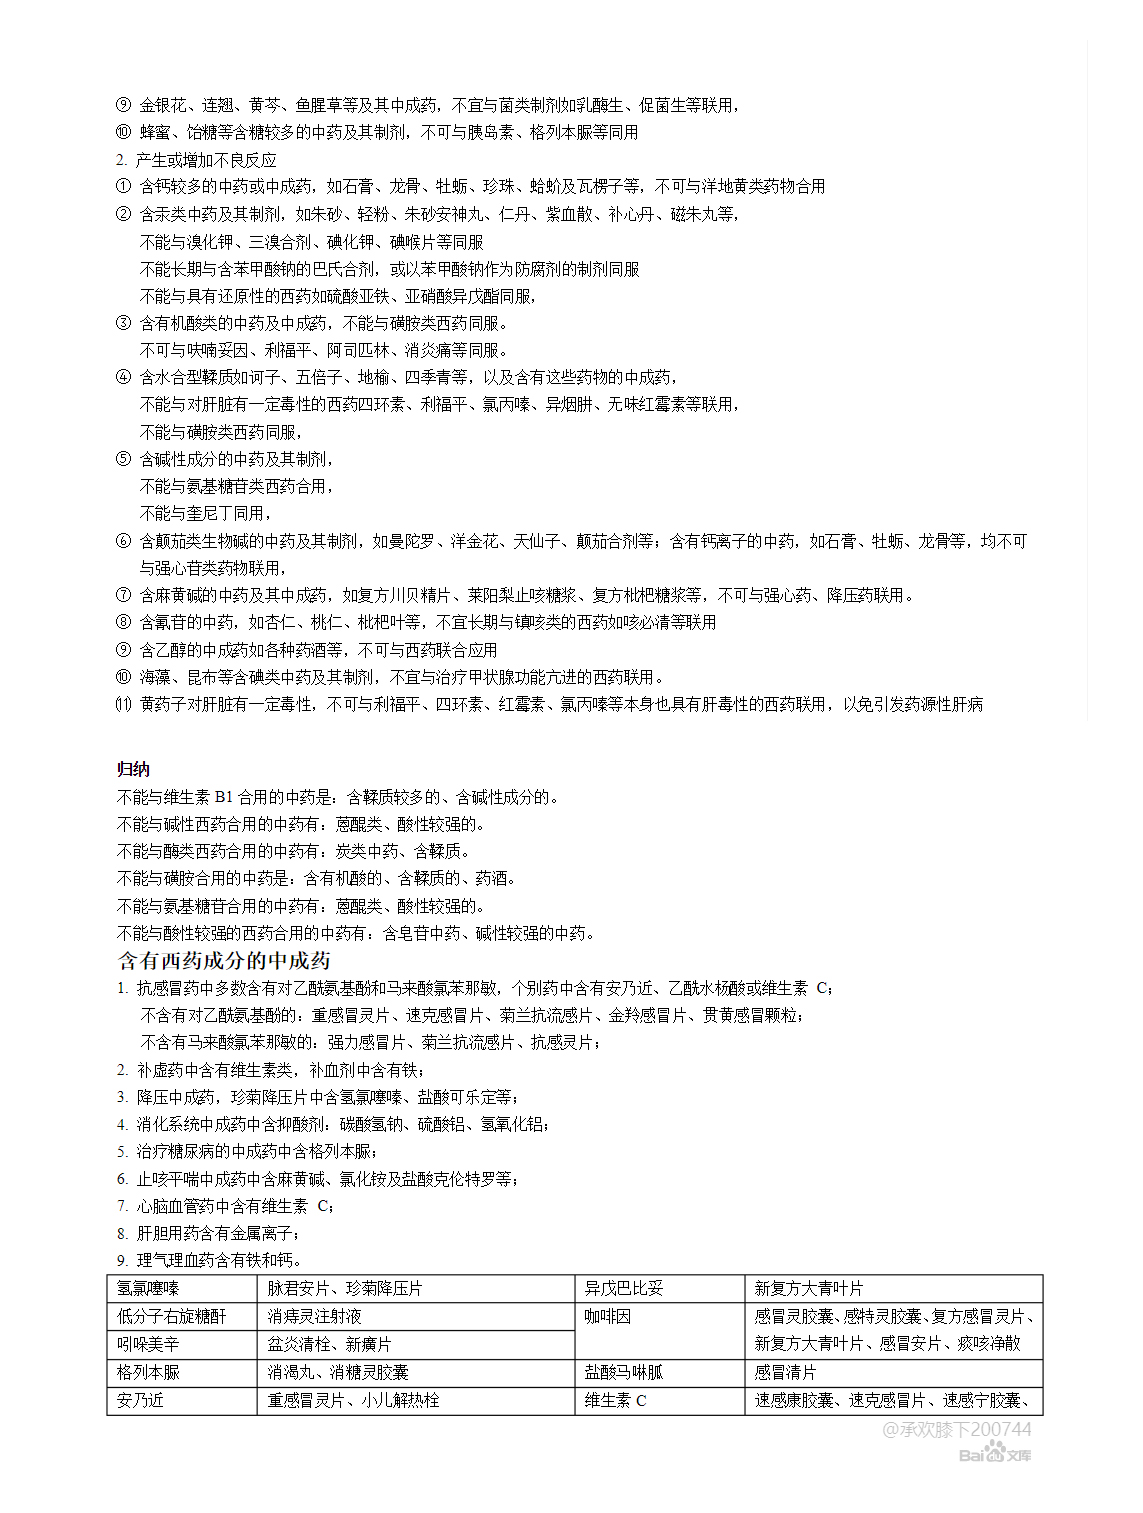 ⑨ 金银花、连翘、黄芩、鱼腥草等及其中成药，不宜与菌类制剂如乳酶生、促菌生等联用，
⑩ 蜂蜜、饴糖等含糖较多的中药及其制剂，不可与胰岛素、格列本脲等同用
2. 产生或增加不良反应
① 含钙较多的中药或中成药，如石膏、龙骨、牡蛎、珍珠、蛤蚧及瓦楞子等，不可与洋地黄类药物合用
② 含汞类中药及其制剂，如朱砂、轻粉、朱砂安神丸、仁丹、紫血散、补心丹、磁朱丸等，
不能与溴化钾、三溴合剂、碘化钾、碘喉片等同服
不能长期与含苯甲酸钠的巴氏合剂，或以苯甲酸钠作为防腐剂的制剂同服
不能与具有还原性的西药如硫酸亚铁、亚硝酸异戊酯同服，
③ 含有机酸类的中药及中成药，不能与磺胺类西药同服。
不可与呋喃妥因、利福平、阿司匹林、消炎痛等同服。
④ 含水合型鞣质如诃子、五倍子、地榆、四季青等，以及含有这些药物的中成药，
不能与对肝脏有一定毒性的西药四环素、利福平、氯丙嗪、异烟肼、无味红霉素等联用，
不能与磺胺类西药同服，
⑤ 含碱性成分的中药及其制剂，
不能与氨基糖苷类西药合用，
不能与奎尼丁同用，
⑥ 含颠茄类生物碱的中药及其制剂，如曼陀罗、洋金花、天仙子、颠茄合剂等；含有钙离子的中药，如石膏、牡蛎、龙骨等，均不可
与强心苷类药物联用，
⑦ 含麻黄碱的中药及其中成药，如复方川贝精片、莱阳梨止咳糖浆、复方枇杷糖浆等，不可与强心药、降压药联用。
⑧ 含氰苷的中药，如杏仁、桃仁、枇杷叶等，不宜长期与镇咳类的西药如咳必清等联用
⑨ 含乙醇的中成药如各种药酒等，不可与西药联合应用
⑩ 海藻、昆布等含碘类中药及其制剂，不宜与治疗甲状腺功能亢进的西药联用。
⑾ 黄药子对肝脏有一定毒性，不可与利福平、四环素、红霉素、氯丙嗪等本身也具有肝毒性的西药联用，以免引发药源性肝病
归纳
不能与维生素 B1 合用的中药是：含鞣质较多的、含碱性成分的。
不能与碱性西药合用的中药有：蒽醌类、酸性较强的。
不能与酶类西药合用的中药有：炭类中药、含鞣质。
不能与磺胺合用的中药是：含有机酸的、含鞣质的、药酒。
不能与氨基糖苷合用的中药有：蒽醌类、酸性较强的。
不能与酸性较强的西药合用的中药有：含皂苷中药、碱性较强的中药。
含有西药成分的中成药
1. 抗感冒药中多数含有对乙酰氨基酚和马来酸氯苯那敏，个别药中含有安乃近、乙酰水杨酸或维生素 C；
不含有对乙酰氨基酚的：重感冒灵片、速克感冒片、菊兰抗流感片、金羚感冒片、贯黄感冒颗粒；
不含有马来酸氯苯那敏的：强力感冒片、菊兰抗流感片、抗感灵片；
2. 补虚药中含有维生素类，补血剂中含有铁；
3. 降压中成药，珍菊降压片中含氢氯噻嗪、盐酸可乐定等；
4. 消化系统中成药中含抑酸剂：碳酸氢钠、硫酸铝、氢氧化铝；
5. 治疗糖尿病的中成药中含格列本脲；
6. 止咳平喘中成药中含麻黄碱、氯化铵及盐酸克伦特罗等；
7. 心脑血管药中含有维生素 C；
8. 肝胆用药含有金属离子；
9. 理气理血药含有铁和钙。
氢氯噻嗪 脉君安片、珍菊降压片 异戊巴比妥 新复方大青叶片
低分子右旋糖酐 消痔灵注射液 咖啡因 感冒灵胶囊、感特灵胶囊、复方感冒灵片、
吲哚美辛 盆炎清栓、新癀片 新复方大青叶片、感冒安片、痰咳净散
格列本脲 消渴丸、消糖灵胶囊 盐酸马啉胍 感冒清片
安乃近 重感冒灵片、小儿解热栓 维生素 C 速感康胶囊、速克感冒片、速感宁胶囊、
@承欢膝下200744
Bai du 文库